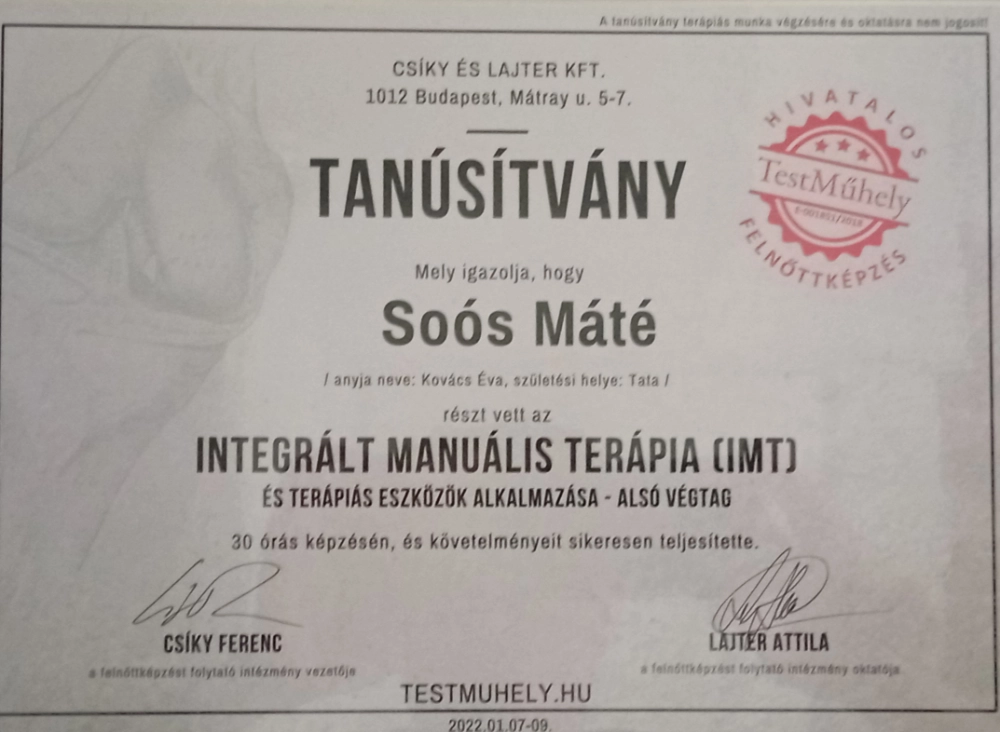 A tanúsítvány terápiás munka végzésére és oktatásra nem jogosít!
CSÍKY ÉS LAJTER KFT.
1012 Budapest, Mátray u. 5-7.
HIVATALOS
TestMűhely
FELNŐTTKÉPZÉS
TANÚSÍTVÁNY
Mely igazolja, hogy
Soós Máté
/ anyja neve: Kovács Éva, születési helye: Tata /
részt vett az
INTEGRÁLT MANUÁLIS TERÁPIA (IMT)
ÉS TERÁPIÁS ESZKÖZÖK ALKALMAZÁSA - ALSÓ VÉGTAG
30 órás képzésén, és követelményeit sikeresen teljesítette.
CSÍKY FERENC
a felnőttképzést folytató intézmény vezetője
LAJTER ATTILA
a felnőttképzést folytató intézmény oktatója
TESTMUHELY.HU
2022.01.07-09.